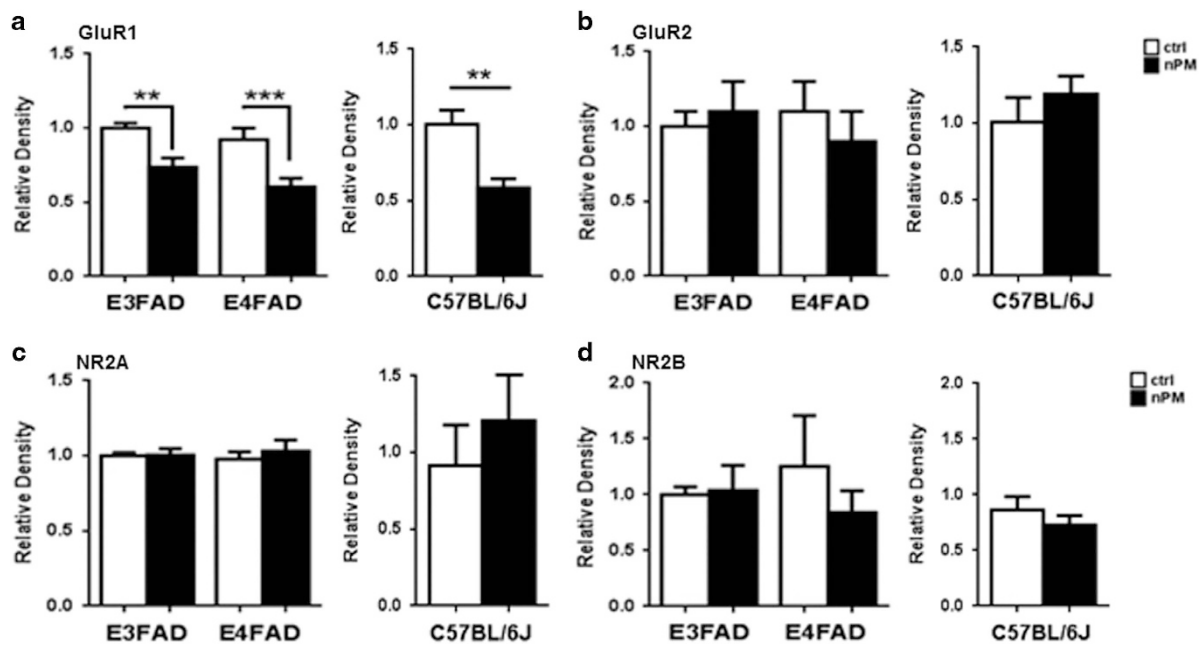 a
GluR1
1.5
1.0
0.5
0.0
Relative Density
**
***
E3FAD E4FAD
1.5
1.0
0.5
0.0
Relative Density
**
C57BL/6J
b
GluR2
1.5
1.0
0.5
0.0
Relative Density
E3FAD E4FAD
1.5
1.0
0.5
0.0
Relative Density
C57BL/6J
ctrl
nPM
c
NR2A
1.5
1.0
0.5
0.0
Relative Density
E3FAD E4FAD
1.5
1.0
0.5
0.0
Relative Density
C57BL/6J
d
NR2B
2.0
1.5
1.0
0.5
0.0
Relative Density
E3FAD E4FAD
2.0
1.5
1.0
0.5
0.0
Relative Density
C57BL/6J
ctrl
nPM